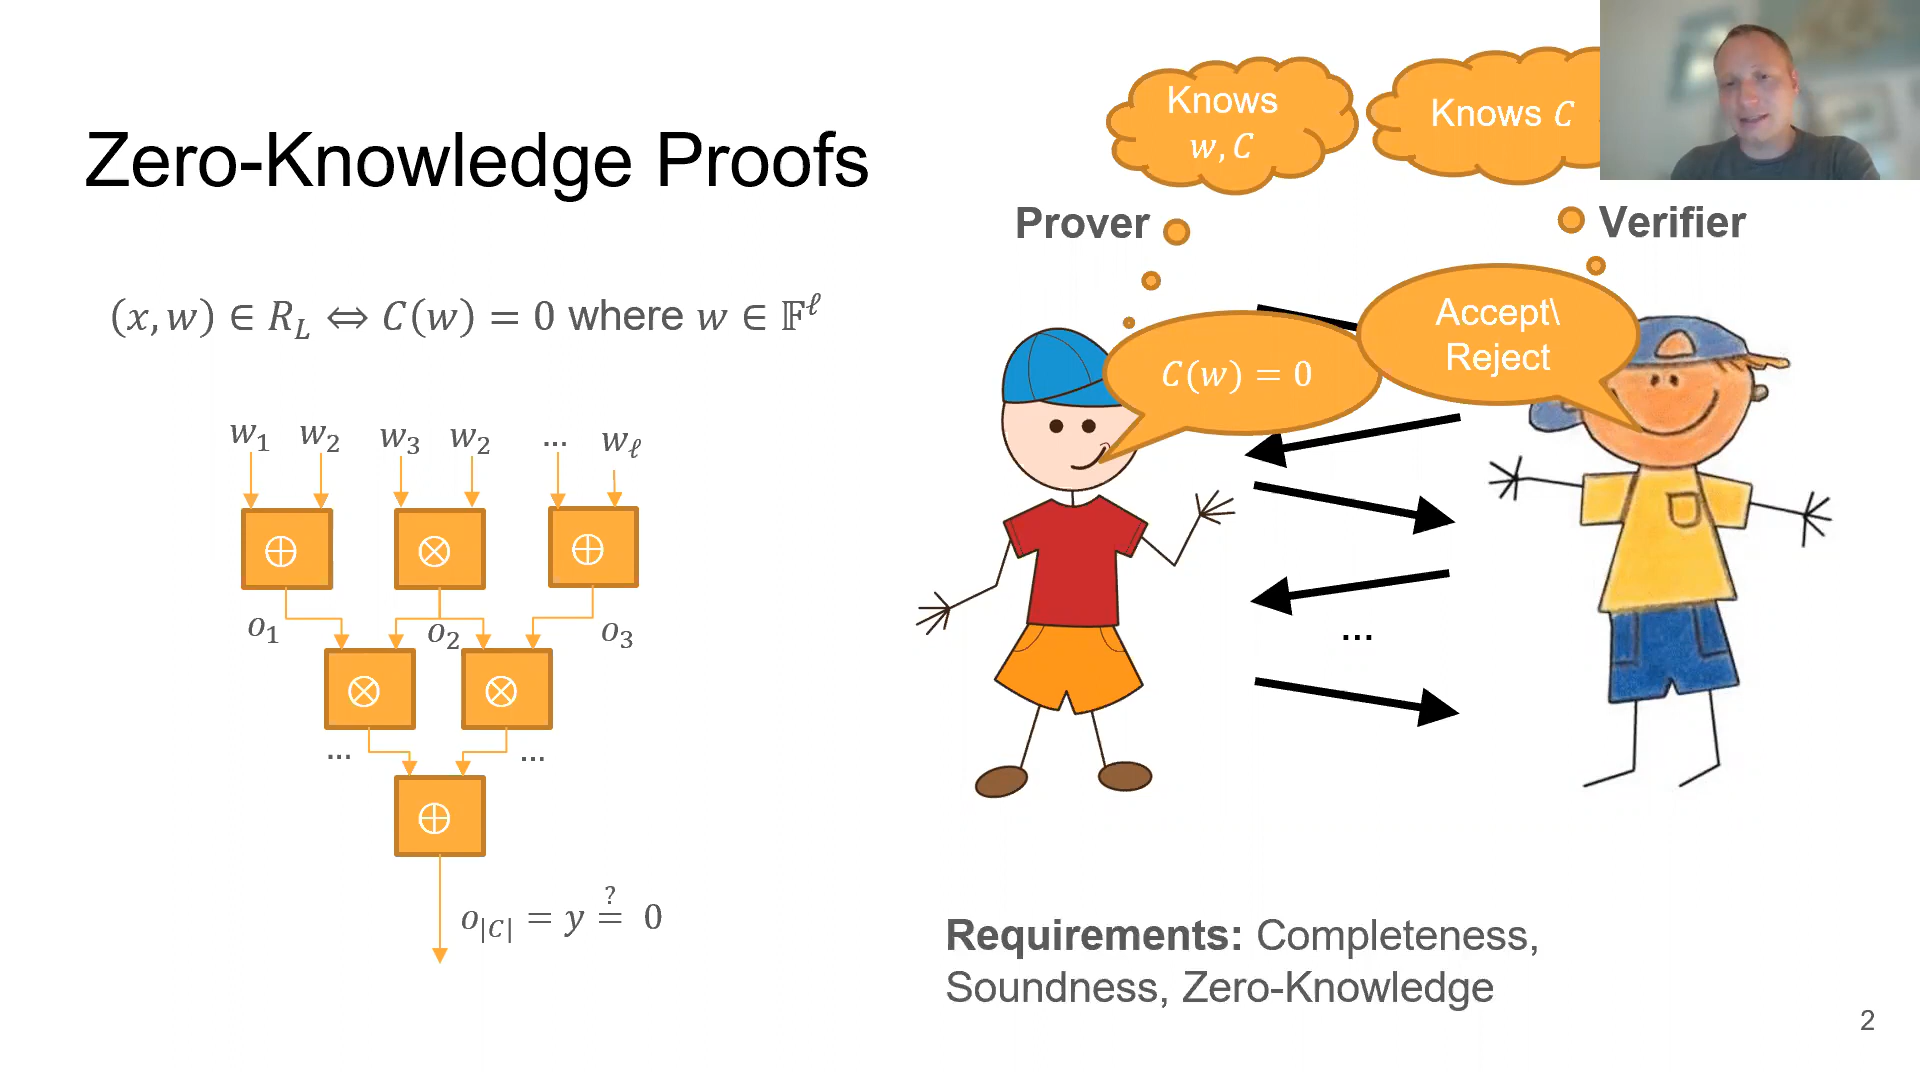 Zero-Knowledge Proofs
(x, w) ∈ R_L ⇔ C(w) = 0 where w ∈ 𝔽^ℓ
w_1 w_2 w_3 w_2 ... w_ℓ
⊕ ⊗ ⊕
o_1 o_2 o_3
⊗ ⊗
... ...
⊕
o_|C| = y ≟ 0
Knows
w, C
Knows C
Prover
Verifier
C(w) = 0
Accept\
Reject
...
Requirements: Completeness,
Soundness, Zero-Knowledge
2